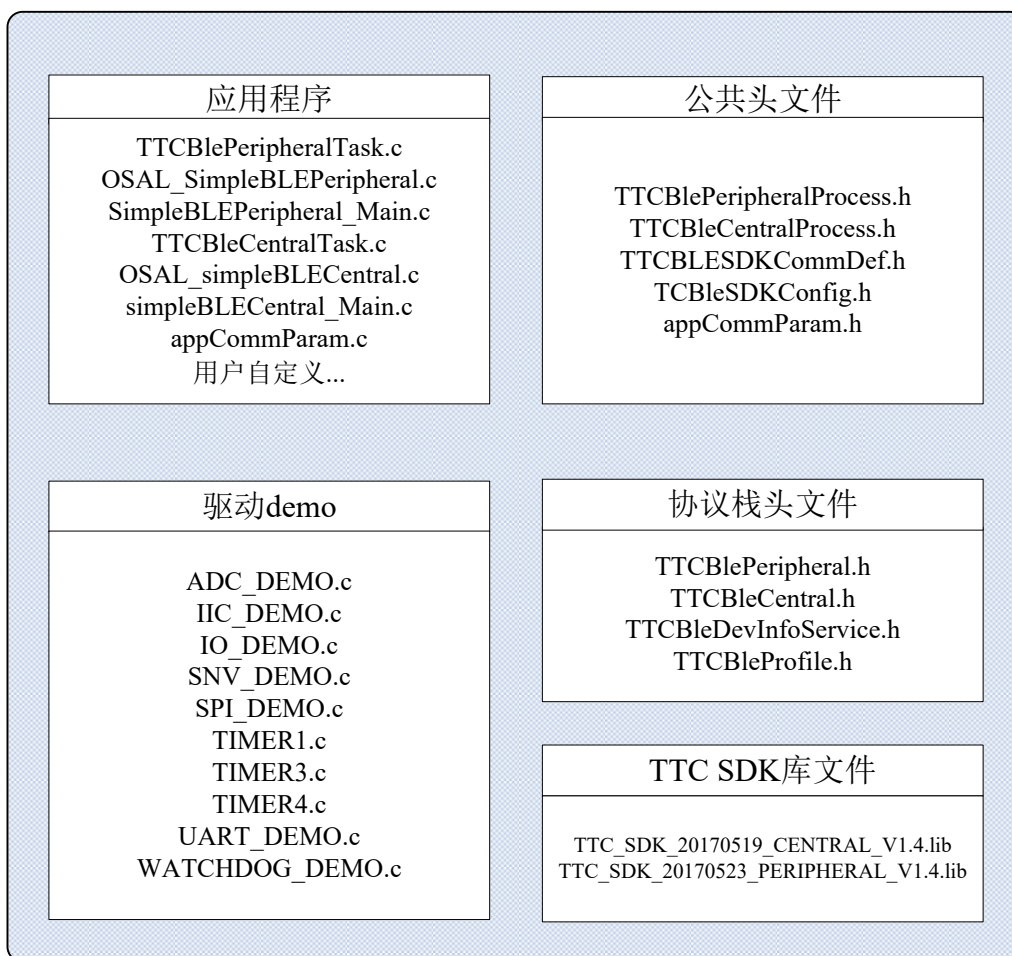 应用程序
TTCBlePeripheralTask.c
OSAL_SimpleBLEPeripheral.c
SimpleBLEPeripheral_Main.c
TTCBleCentralTask.c
OSAL_simpleBLECentral.c
simpleBLECentral_Main.c
appCommParam.c
用户自定义...
公共头文件
TTCBlePeripheralProcess.h
TTCBleCentralProcess.h
TTCBLESDKCommDef.h
TCBleSDKConfig.h
appCommParam.h
驱动demo
ADC_DEMO.c
IIC_DEMO.c
IO_DEMO.c
SNV_DEMO.c
SPI_DEMO.c
TIMER1.c
TIMER3.c
TIMER4.c
UART_DEMO.c
WATCHDOG_DEMO.c
协议栈头文件
TTCBlePeripheral.h
TTCBleCentral.h
TTCBleDevInfoService.h
TTCBleProfile.h
TTC SDK库文件
TTC_SDK_20170519_CENTRAL_V1.4.lib
TTC_SDK_20170523_PERIPHERAL_V1.4.lib